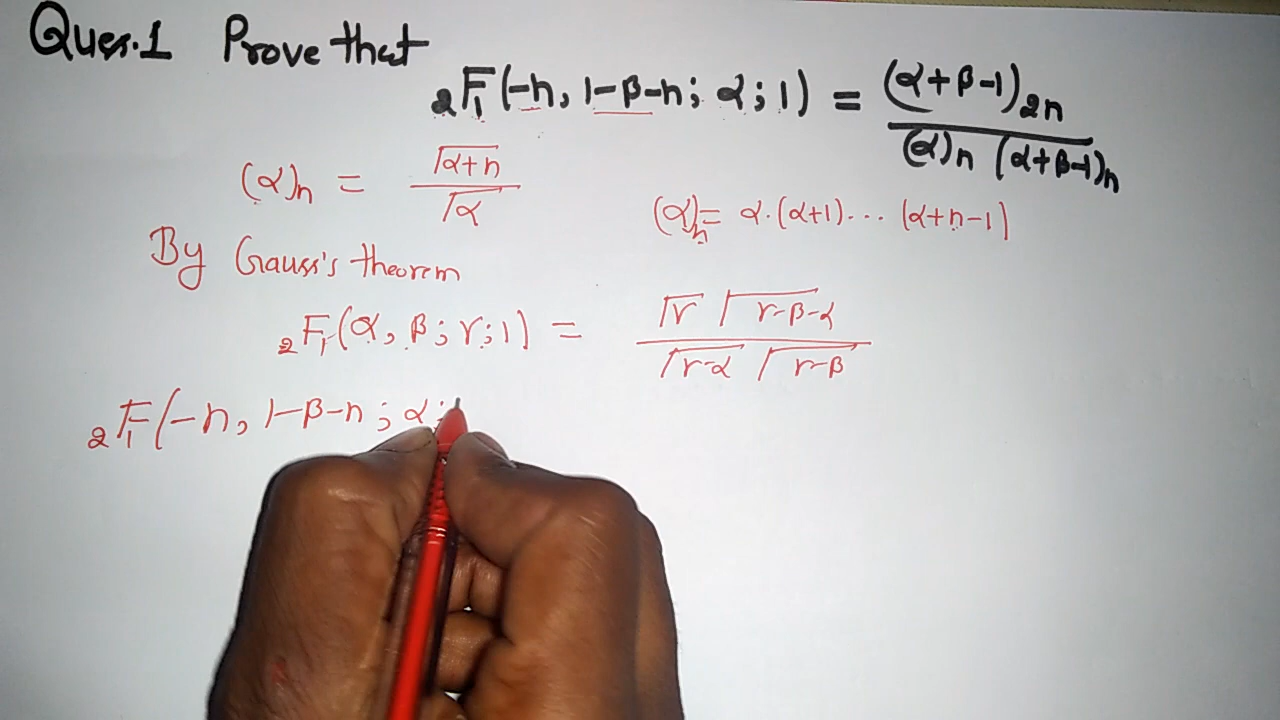 Ques.1 Prove that
₂F₁(-n, 1-β-n; α; 1) = (α+β-1)₂ₙ / (α)ₙ (α+β-1)ₙ
(α)ₙ = Γα+n / Γα
(α)ₙ = α·(α+1)... (α+n-1)
By Gauss's theorem
₂F₁(α, β; γ; 1) = Γγ Γγ-β-α / Γγ-α Γγ-β
₂F₁(-n, 1-β-n; α;